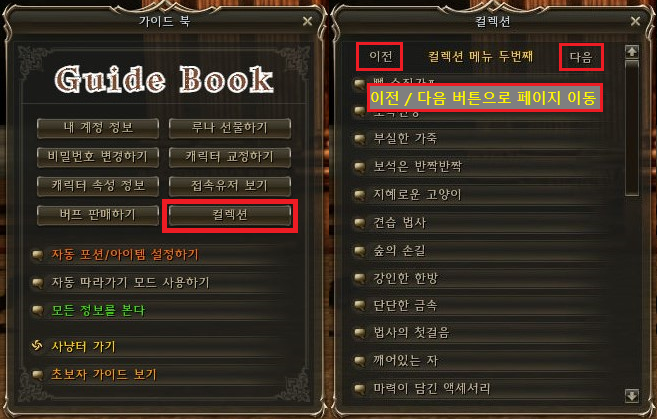 가이드 북
Guide Book
내 계정 정보
루나 선물하기
비밀번호 변경하기
캐릭터 교정하기
캐릭터 속성 정보
접속유저 보기
버프 판매하기
컬렉션
자동 포션/아이템 설정하기
자동 따라가기 모드 사용하기
모든 정보를 본다
사냥터 가기
초보자 가이드 보기
컬렉션
이전
컬렉션 메뉴 두번째
다음
이전 / 다음 버튼으로 페이지 이동
부실한 가죽
보석은 반짝반짝
지혜로운 고양이
견습 법사
숲의 손길
강인한 한방
단단한 금속
법사의 첫걸음
깨어있는 자
마력이 담긴 액세서리